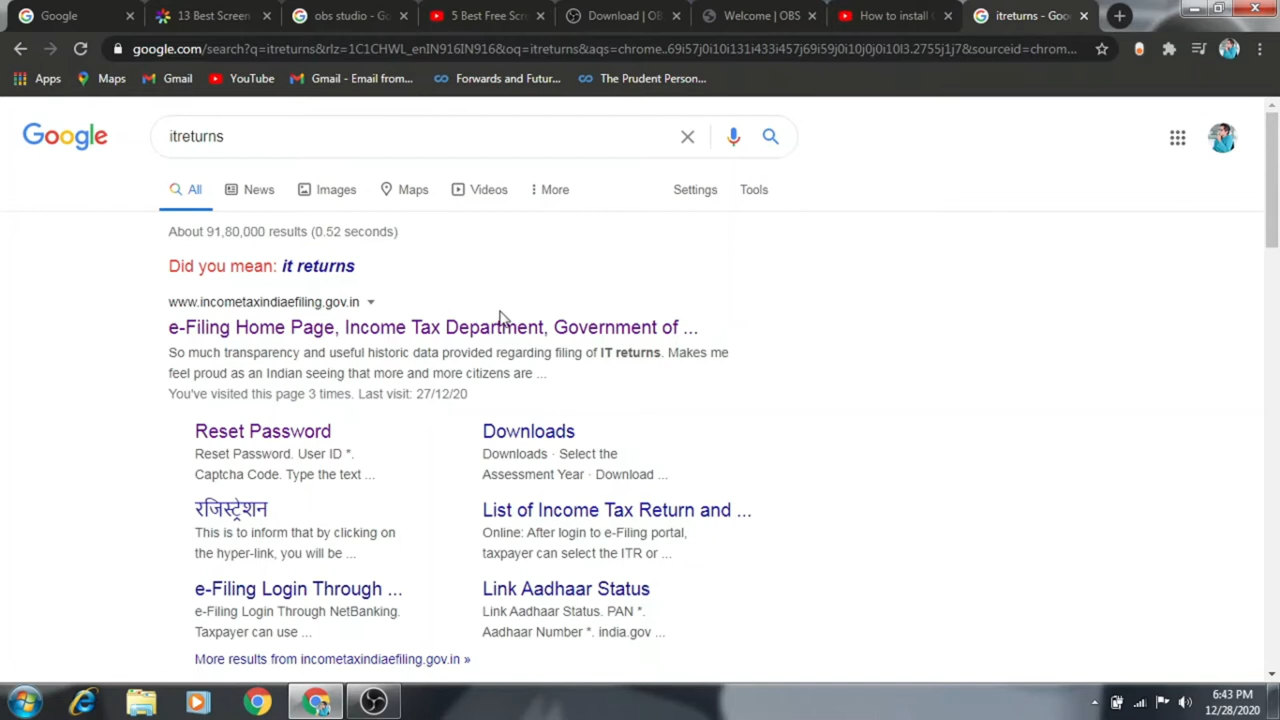 Google
13 Best Screen
obs studio - Go
5 Best Free Scre
Download | OB
Welcome | OBS
How to install
itreturns - Goo
google.com/search?q=itreturns&rlz=1C1CHWL_enIN916IN916&oq=itreturns&aqs=chrome..69i57j0i10i131i433i457j69i59j0i10j0j0i10l3.2755j1j7&sourceid=chrom...
Apps
Maps
Gmail
YouTube
Gmail - Email from...
Forwards and Futur...
The Prudent Person...
Google
itreturns
All
News
Images
Maps
Videos
More
Settings
Tools
About 91,80,000 results (0.52 seconds)
Did you mean: it returns
www.incometaxindiaefiling.gov.in
e-Filing Home Page, Income Tax Department, Government of ...
So much transparency and useful historic data provided regarding filing of IT returns. Makes me
feel proud as an Indian seeing that more and more citizens are ...
You've visited this page 3 times. Last visit: 27/12/20
Reset Password
Reset Password. User ID *.
Captcha Code. Type the text ...
Downloads
Downloads · Select the
Assessment Year · Download ...
रजिस्ट्रेशन
This is to inform that by clicking on
the hyper-link, you will be ...
List of Income Tax Return and ...
Online: After login to e-Filing portal,
taxpayer can select the ITR or ...
e-Filing Login Through ...
e-Filing Login Through NetBanking.
Taxpayer can use ...
Link Aadhaar Status
Link Aadhaar Status. PAN *.
Aadhaar Number *. india.gov ...
More results from incometaxindiaefiling.gov.in »
6:43 PM
12/28/2020